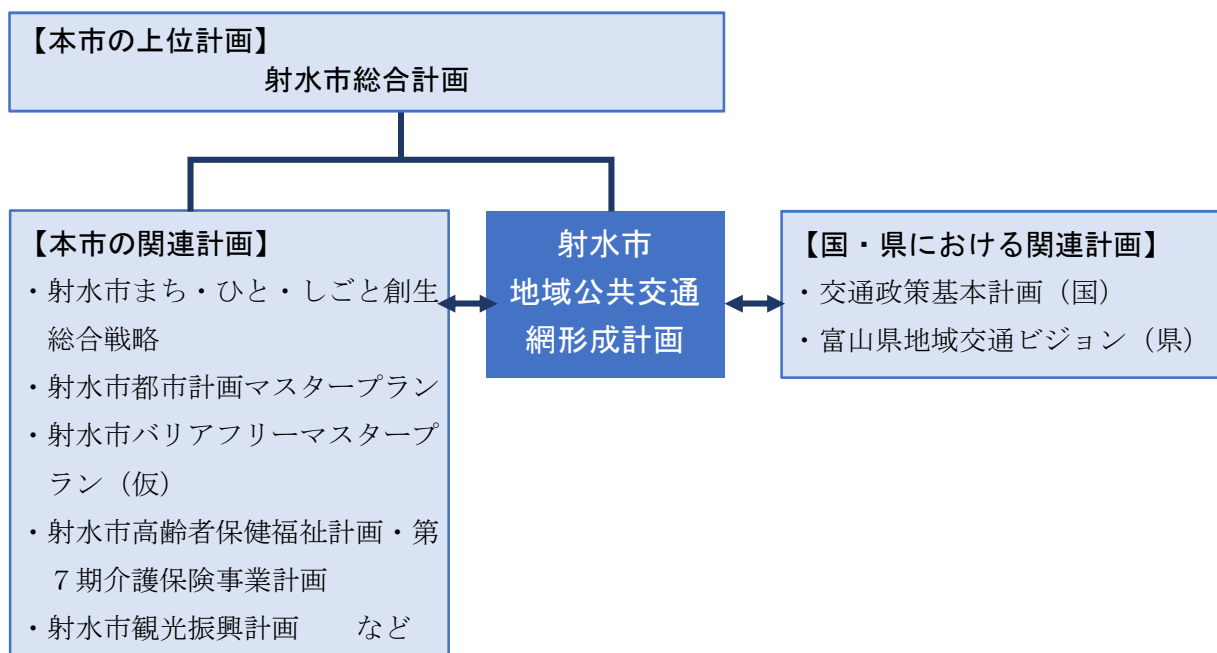 【本市の上位計画】
射水市総合計画
【本市の関連計画】
・射水市まち・ひと・しごと創生
総合戦略
・射水市都市計画マスタープラン
・射水市バリアフリーマスタープ
ラン（仮）
・射水市高齢者保健福祉計画・第
７期介護保険事業計画
・射水市観光振興計画　　など
射水市
地域公共交通
網形成計画
【国・県における関連計画】
・交通政策基本計画（国）
・富山県地域交通ビジョン（県）